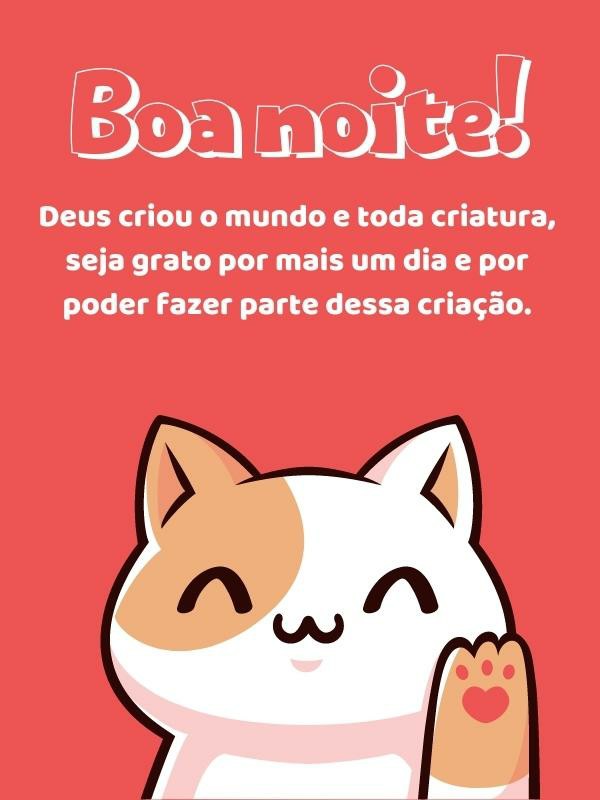 Boa noite!
Deus criou o mundo e toda criatura,
seja grato por mais um dia e por
poder fazer parte dessa criação.